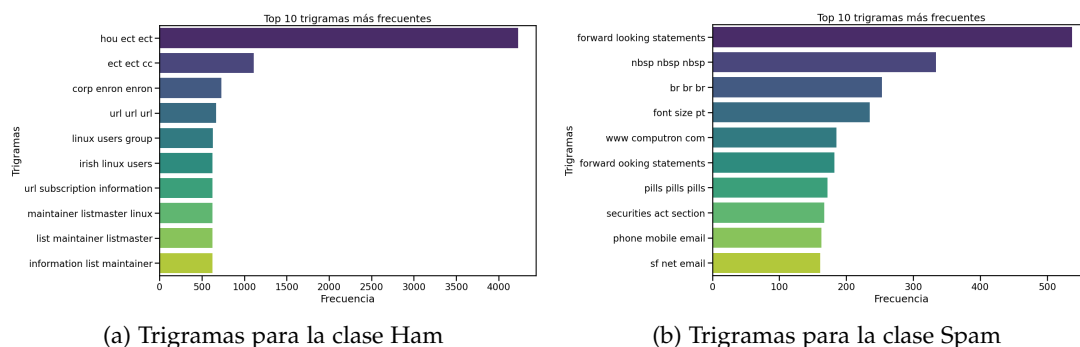 Top 10 trigramas más frecuentes
hou ect ect
ect ect cc
corp enron enron
url url url
linux users group
irish linux users
url subscription information
maintainer listmaster linux
list maintainer listmaster
information list maintainer
Trigramas
0 500 1000 1500 2000 2500 3000 3500 4000
Frecuencia
(a) Trigramas para la clase Ham
Top 10 trigramas más frecuentes
forward looking statements
nbsp nbsp nbsp
br br br
font size pt
www computron com
forward ooking statements
pills pills pills
securities act section
phone mobile email
sf net email
Trigramas
0 100 200 300 400 500
Frecuencia
(b) Trigramas para la clase Spam